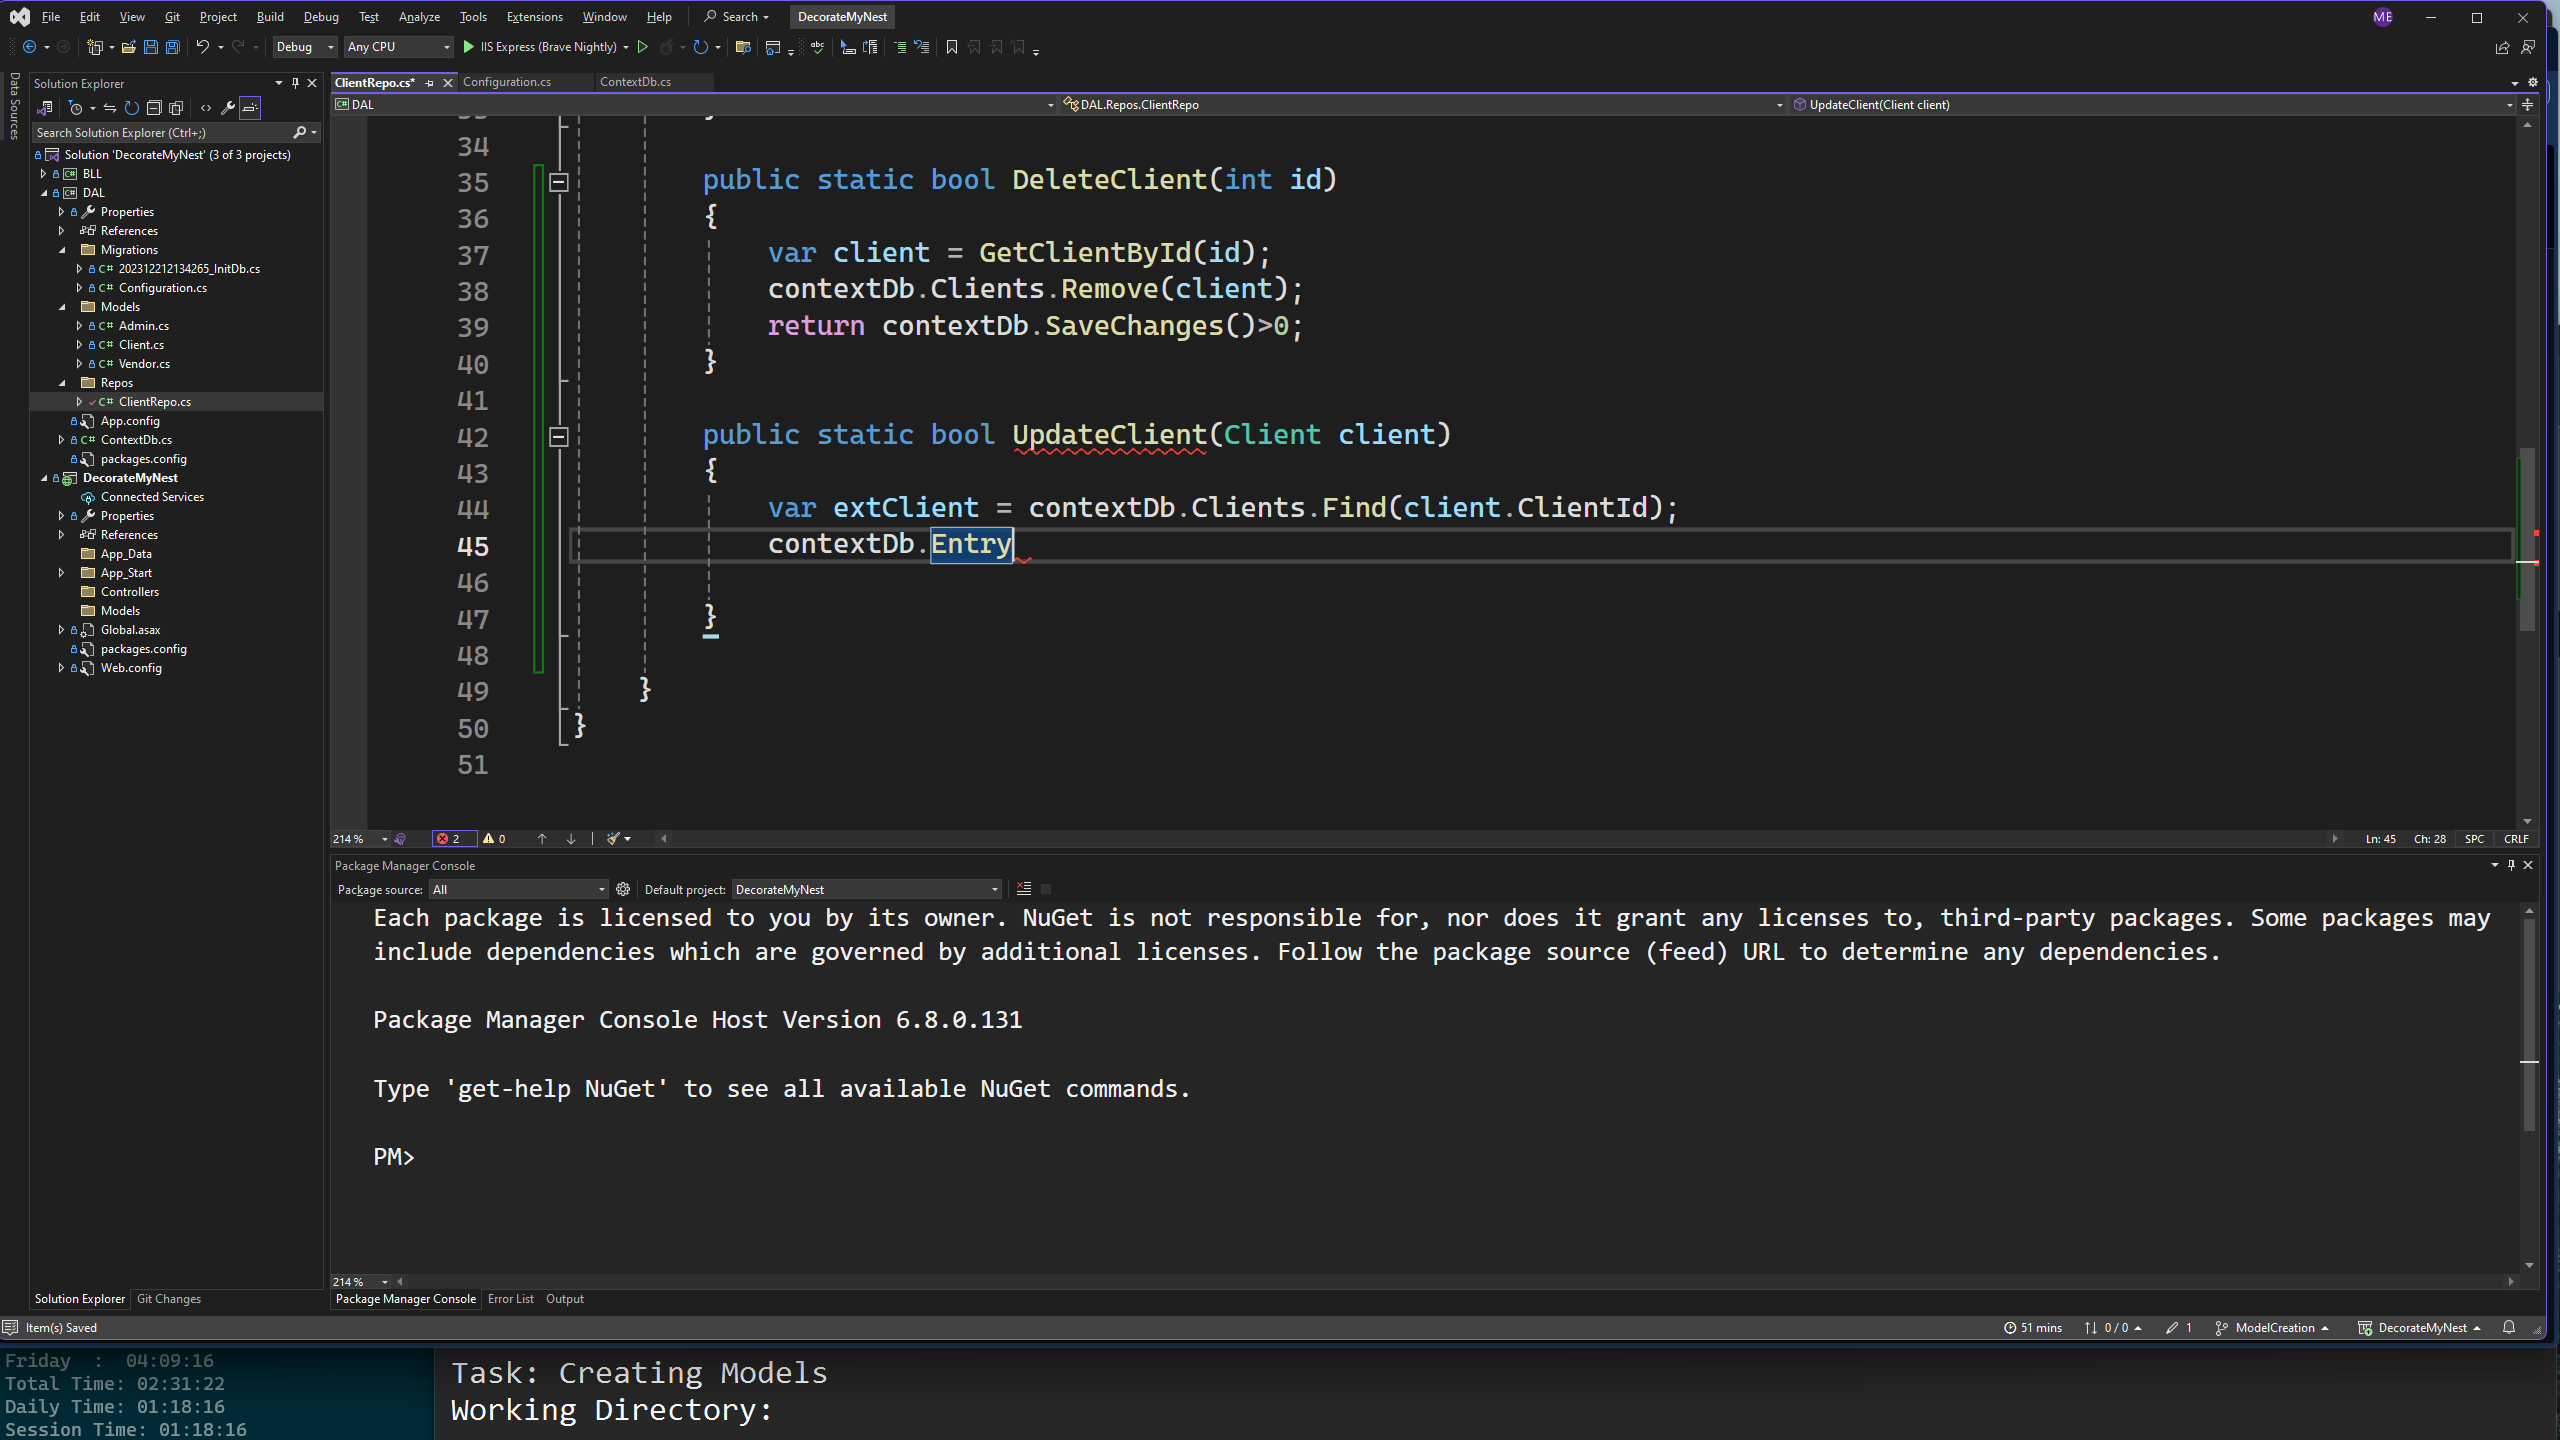 File Edit View Git Project Build Debug Test Analyze Tools Extensions Window Help Search DecorateMyNest ME
Debug Any CPU IIS Express (Brave Nightly)
Data Sources
Solution Explorer
Search Solution Explorer (Ctrl+;)
Solution 'DecorateMyNest' (3 of 3 projects)
BLL
DAL
Properties
References
Migrations
202312212134265_InitDb.cs
Configuration.cs
Models
Admin.cs
Client.cs
Vendor.cs
Repos
ClientRepo.cs
App.config
ContextDb.cs
packages.config
DecorateMyNest
Connected Services
Properties
References
App_Data
App_Start
Controllers
Models
Global.asax
packages.config
Web.config
Solution Explorer Git Changes
ClientRepo.cs* Configuration.cs ContextDb.cs
DAL DAL.Repos.ClientRepo UpdateClient(Client client)
34
35 public static bool DeleteClient(int id)
36 {
37 var client = GetClientById(id);
38 contextDb.Clients.Remove(client);
39 return contextDb.SaveChanges()>0;
40 }
41
42 public static bool UpdateClient(Client client)
43 {
44 var extClient = contextDb.Clients.Find(client.ClientId);
45 contextDb.Entry
46
47 }
48
49 }
50 }
51
214 % 2 0 Ln: 45 Ch: 28 SPC CRLF
Package Manager Console
Package source: All Default project: DecorateMyNest
Each package is licensed to you by its owner. NuGet is not responsible for, nor does it grant any licenses to, third-party packages. Some packages may
include dependencies which are governed by additional licenses. Follow the package source (feed) URL to determine any dependencies.
Package Manager Console Host Version 6.8.0.131
Type 'get-help NuGet' to see all available NuGet commands.
PM>
214 %
Package Manager Console Error List Output
Item(s) Saved 51 mins 0 / 0 1 ModelCreation DecorateMyNest
Friday : 04:09:16
Total Time: 02:31:22
Daily Time: 01:18:16
Session Time: 01:18:16
Task: Creating Models
Working Directory: